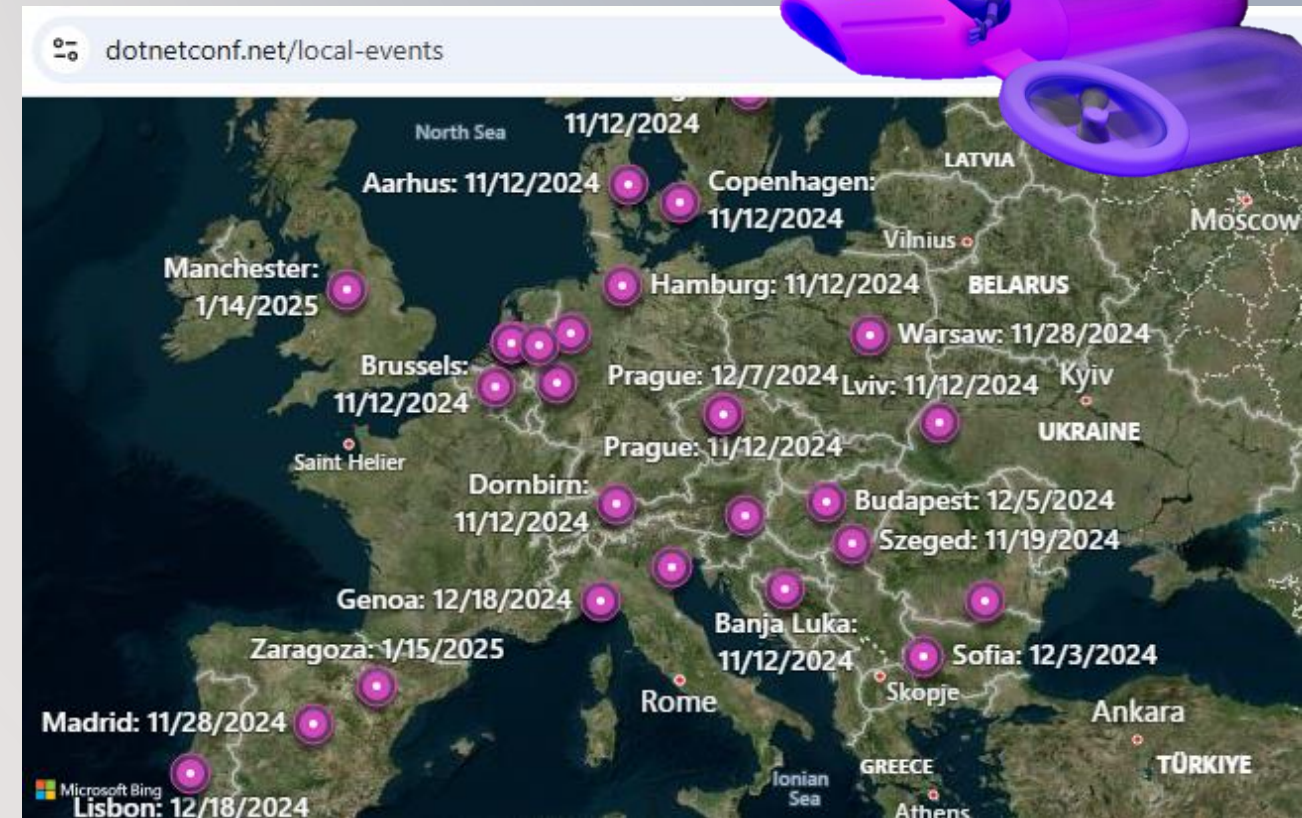 dotnetconf.net/local-events
11/12/2024
North Sea
LATVIA
Aarhus: 11/12/2024
Copenhagen:
11/12/2024
Moscow
Vilnius
Manchester:
1/14/2025
Hamburg: 11/12/2024
BELARUS
Warsaw: 11/28/2024
Brussels:
11/12/2024
Prague: 12/7/2024
Lviv: 11/12/2024
Kyiv
UKRAINE
Prague: 11/12/2024
Saint Helier
Dornbirn:
11/12/2024
Budapest: 12/5/2024
Szeged: 11/19/2024
Genoa: 12/18/2024
Banja Luka:
11/12/2024
Zaragoza: 1/15/2025
Sofia: 12/3/2024
Skopje
Rome
Madrid: 11/28/2024
Ankara
TÜRKIYE
GREECE
Ionian
Sea
Microsoft Bing
Lisbon: 12/18/2024
Athens